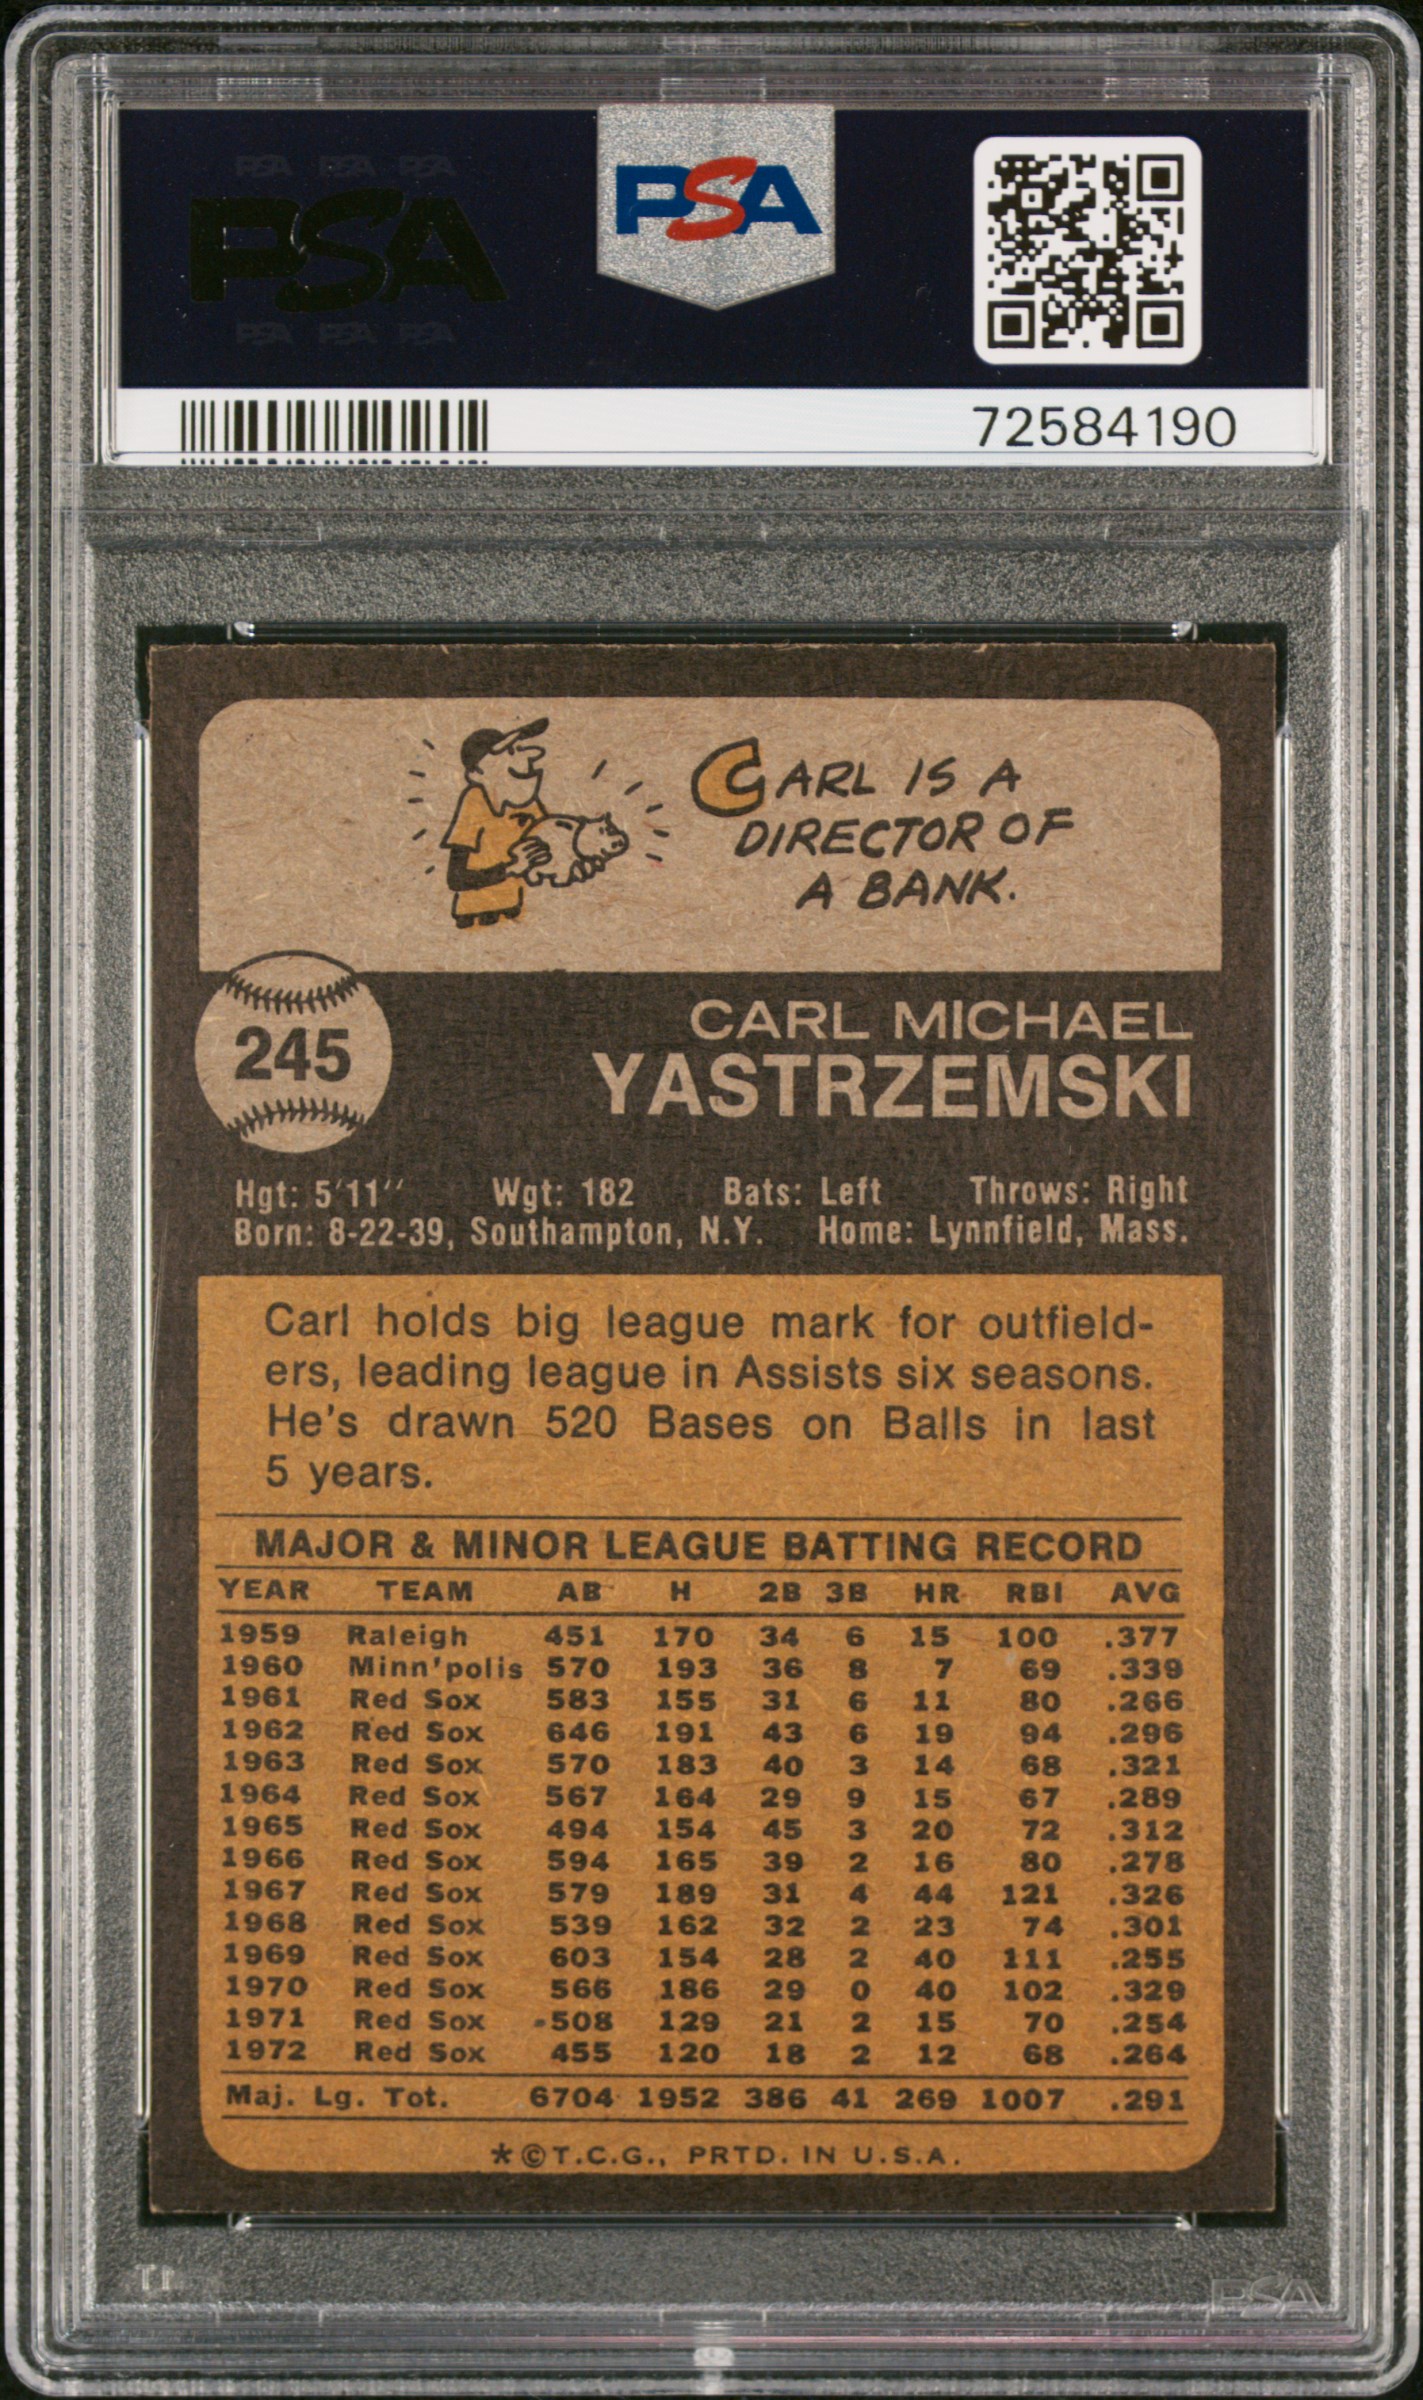 PSA PSA PSA
PSA
PSA PSA PSA
PSA
72584190
CARL IS A
DIRECTOR OF
A BANK.
245
CARL MICHAEL
YASTRZEMSKI
Hgt: 5'11" Wgt: 182 Bats: Left Throws: Right
Born: 8-22-39, Southampton, N.Y. Home: Lynnfield, Mass.
Carl holds big league mark for outfield-
ers, leading league in Assists six seasons.
He's drawn 520 Bases on Balls in last
5 years.
MAJOR & MINOR LEAGUE BATTING RECORD
YEAR TEAM AB H 2B 3B HR RBI AVG
1959 Raleigh 451 170 34 6 15 100 .377
1960 Minn'polis 570 193 36 8 7 69 .339
1961 Red Sox 583 155 31 6 11 80 .266
1962 Red Sox 646 191 43 6 19 94 .296
1963 Red Sox 570 183 40 3 14 68 .321
1964 Red Sox 567 164 29 9 15 67 .289
1965 Red Sox 494 154 45 3 20 72 .312
1966 Red Sox 594 165 39 2 16 80 .278
1967 Red Sox 579 189 31 4 44 121 .326
1968 Red Sox 539 162 32 2 23 74 .301
1969 Red Sox 603 154 28 2 40 111 .255
1970 Red Sox 566 186 29 0 40 102 .329
1971 Red Sox 508 129 21 2 15 70 .254
1972 Red Sox 455 120 18 2 12 68 .264
Maj. Lg. Tot. 6704 1952 386 41 269 1007 .291
*©T.C.G., PRTD. IN U.S.A.
PSA